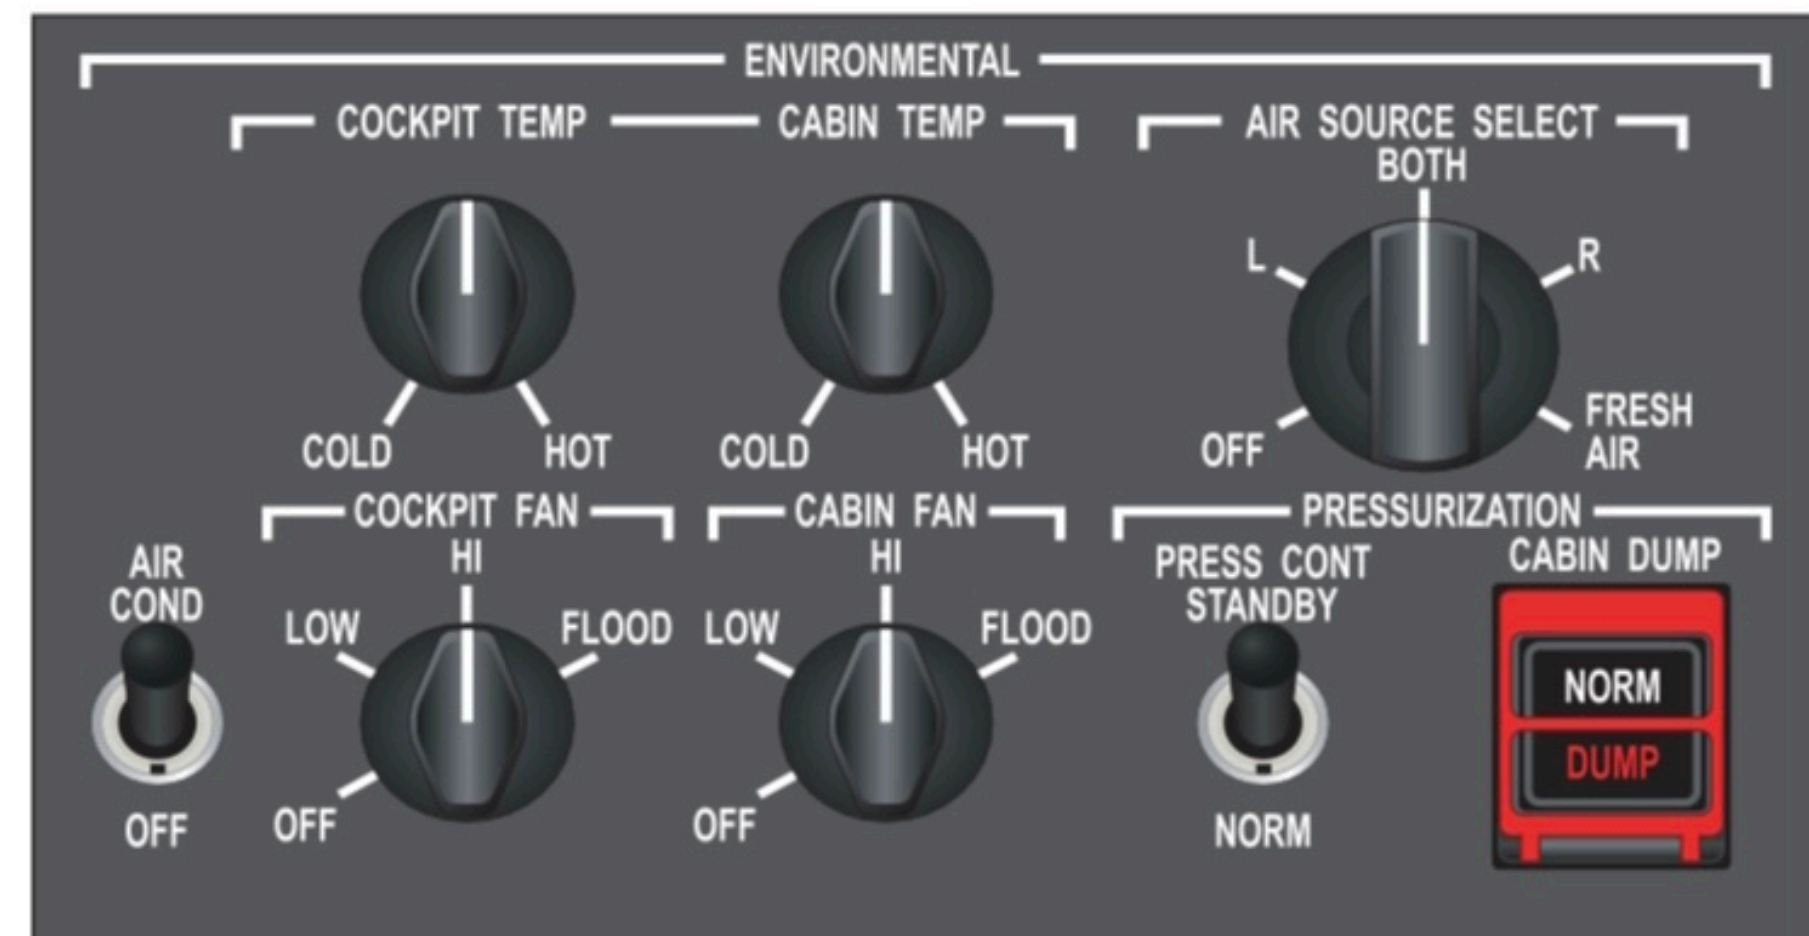 ENVIRONMENTAL
COCKPIT TEMP
CABIN TEMP
AIR SOURCE SELECT
BOTH
L
R
COLD
HOT
COLD
HOT
OFF
FRESH
AIR
COCKPIT FAN
HI
LOW
FLOOD
OFF
CABIN FAN
HI
LOW
FLOOD
OFF
AIR
COND
OFF
PRESSURIZATION
PRESS CONT
STANDBY
NORM
CABIN DUMP
NORM
DUMP